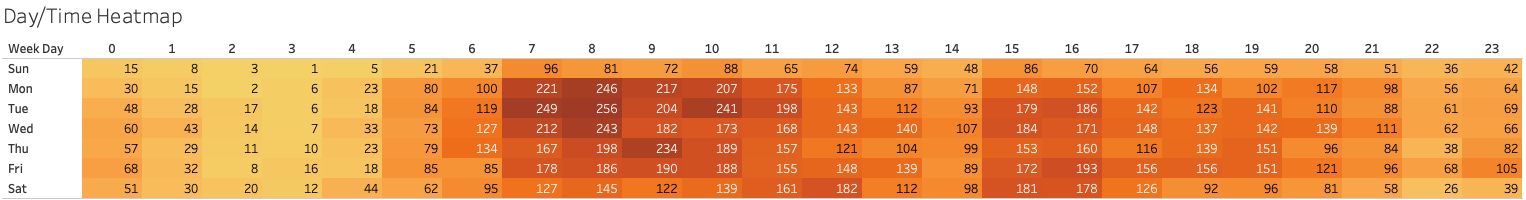 Day/Time Heatmap
Week Day 0 1 2 3 4 5 6 7 8 9 10 11 12 13 14 15 16 17 18 19 20 21 22 23
Sun 15 8 3 1 5 21 37 96 81 72 88 65 74 59 48 86 70 64 56 59 58 51 36 42
Mon 30 15 2 6 23 80 100 221 246 217 207 175 133 87 71 148 152 107 134 102 117 98 56 64
Tue 48 28 17 6 18 84 119 249 256 204 241 198 143 112 93 179 186 142 123 141 110 88 61 69
Wed 60 43 14 7 33 73 127 212 243 182 173 168 143 140 107 184 171 148 137 142 139 111 62 66
Thu 57 29 11 10 23 79 134 167 198 234 189 157 121 104 99 153 160 116 139 151 96 84 38 82
Fri 68 32 8 16 18 85 85 178 186 190 188 155 148 139 89 172 193 156 156 151 121 96 68 105
Sat 51 30 20 12 44 62 95 127 145 122 139 161 182 112 98 181 178 126 92 96 81 58 26 39